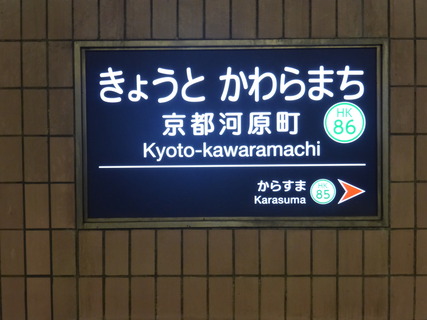 きょうと かわらまち
京都河原町
HK
86
Kyoto-kawaramachi
からすま
Karasuma
HK
85